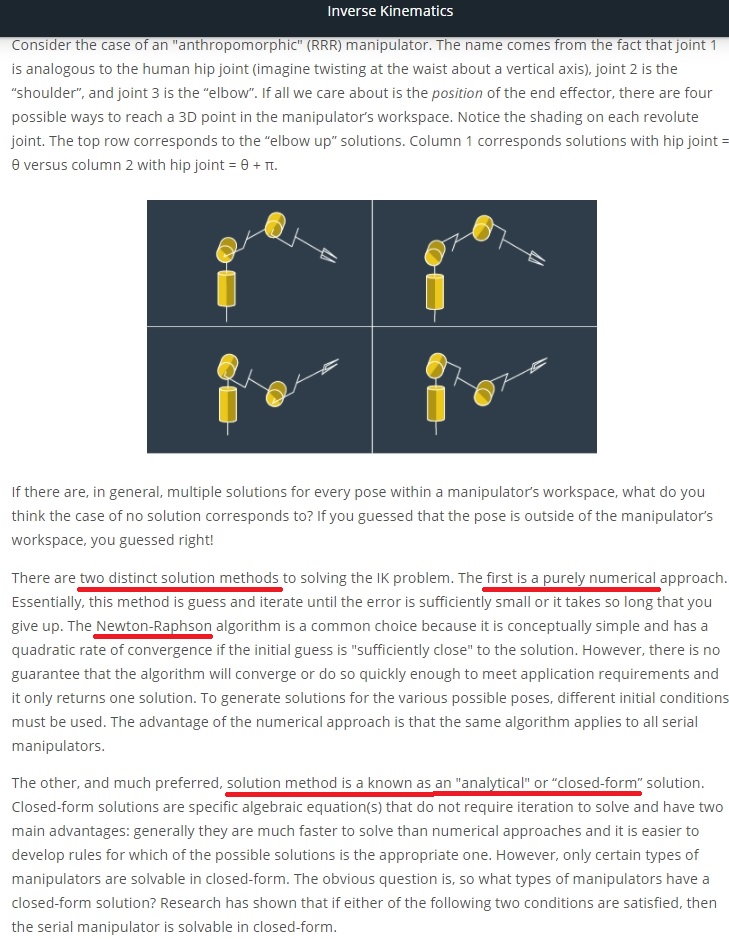 Inverse Kinematics
Consider the case of an "anthropomorphic" (RRR) manipulator. The name comes from the fact that joint 1
is analogous to the human hip joint (imagine twisting at the waist about a vertical axis), joint 2 is the
“shoulder”, and joint 3 is the “elbow”. If all we care about is the position of the end effector, there are four
possible ways to reach a 3D point in the manipulator’s workspace. Notice the shading on each revolute
joint. The top row corresponds to the “elbow up” solutions. Column 1 corresponds solutions with hip joint =
θ versus column 2 with hip joint = θ + π.
If there are, in general, multiple solutions for every pose within a manipulator’s workspace, what do you
think the case of no solution corresponds to? If you guessed that the pose is outside of the manipulator’s
workspace, you guessed right!
There are two distinct solution methods to solving the IK problem. The first is a purely numerical approach.
Essentially, this method is guess and iterate until the error is sufficiently small or it takes so long that you
give up. The Newton-Raphson algorithm is a common choice because it is conceptually simple and has a
quadratic rate of convergence if the initial guess is "sufficiently close" to the solution. However, there is no
guarantee that the algorithm will converge or do so quickly enough to meet application requirements and
it only returns one solution. To generate solutions for the various possible poses, different initial conditions
must be used. The advantage of the numerical approach is that the same algorithm applies to all serial
manipulators.
The other, and much preferred, solution method is a known as an "analytical" or “closed-form” solution.
Closed-form solutions are specific algebraic equation(s) that do not require iteration to solve and have two
main advantages: generally they are much faster to solve than numerical approaches and it is easier to
develop rules for which of the possible solutions is the appropriate one. However, only certain types of
manipulators are solvable in closed-form. The obvious question is, so what types of manipulators have a
closed-form solution? Research has shown that if either of the following two conditions are satisfied, then
the serial manipulator is solvable in closed-form.